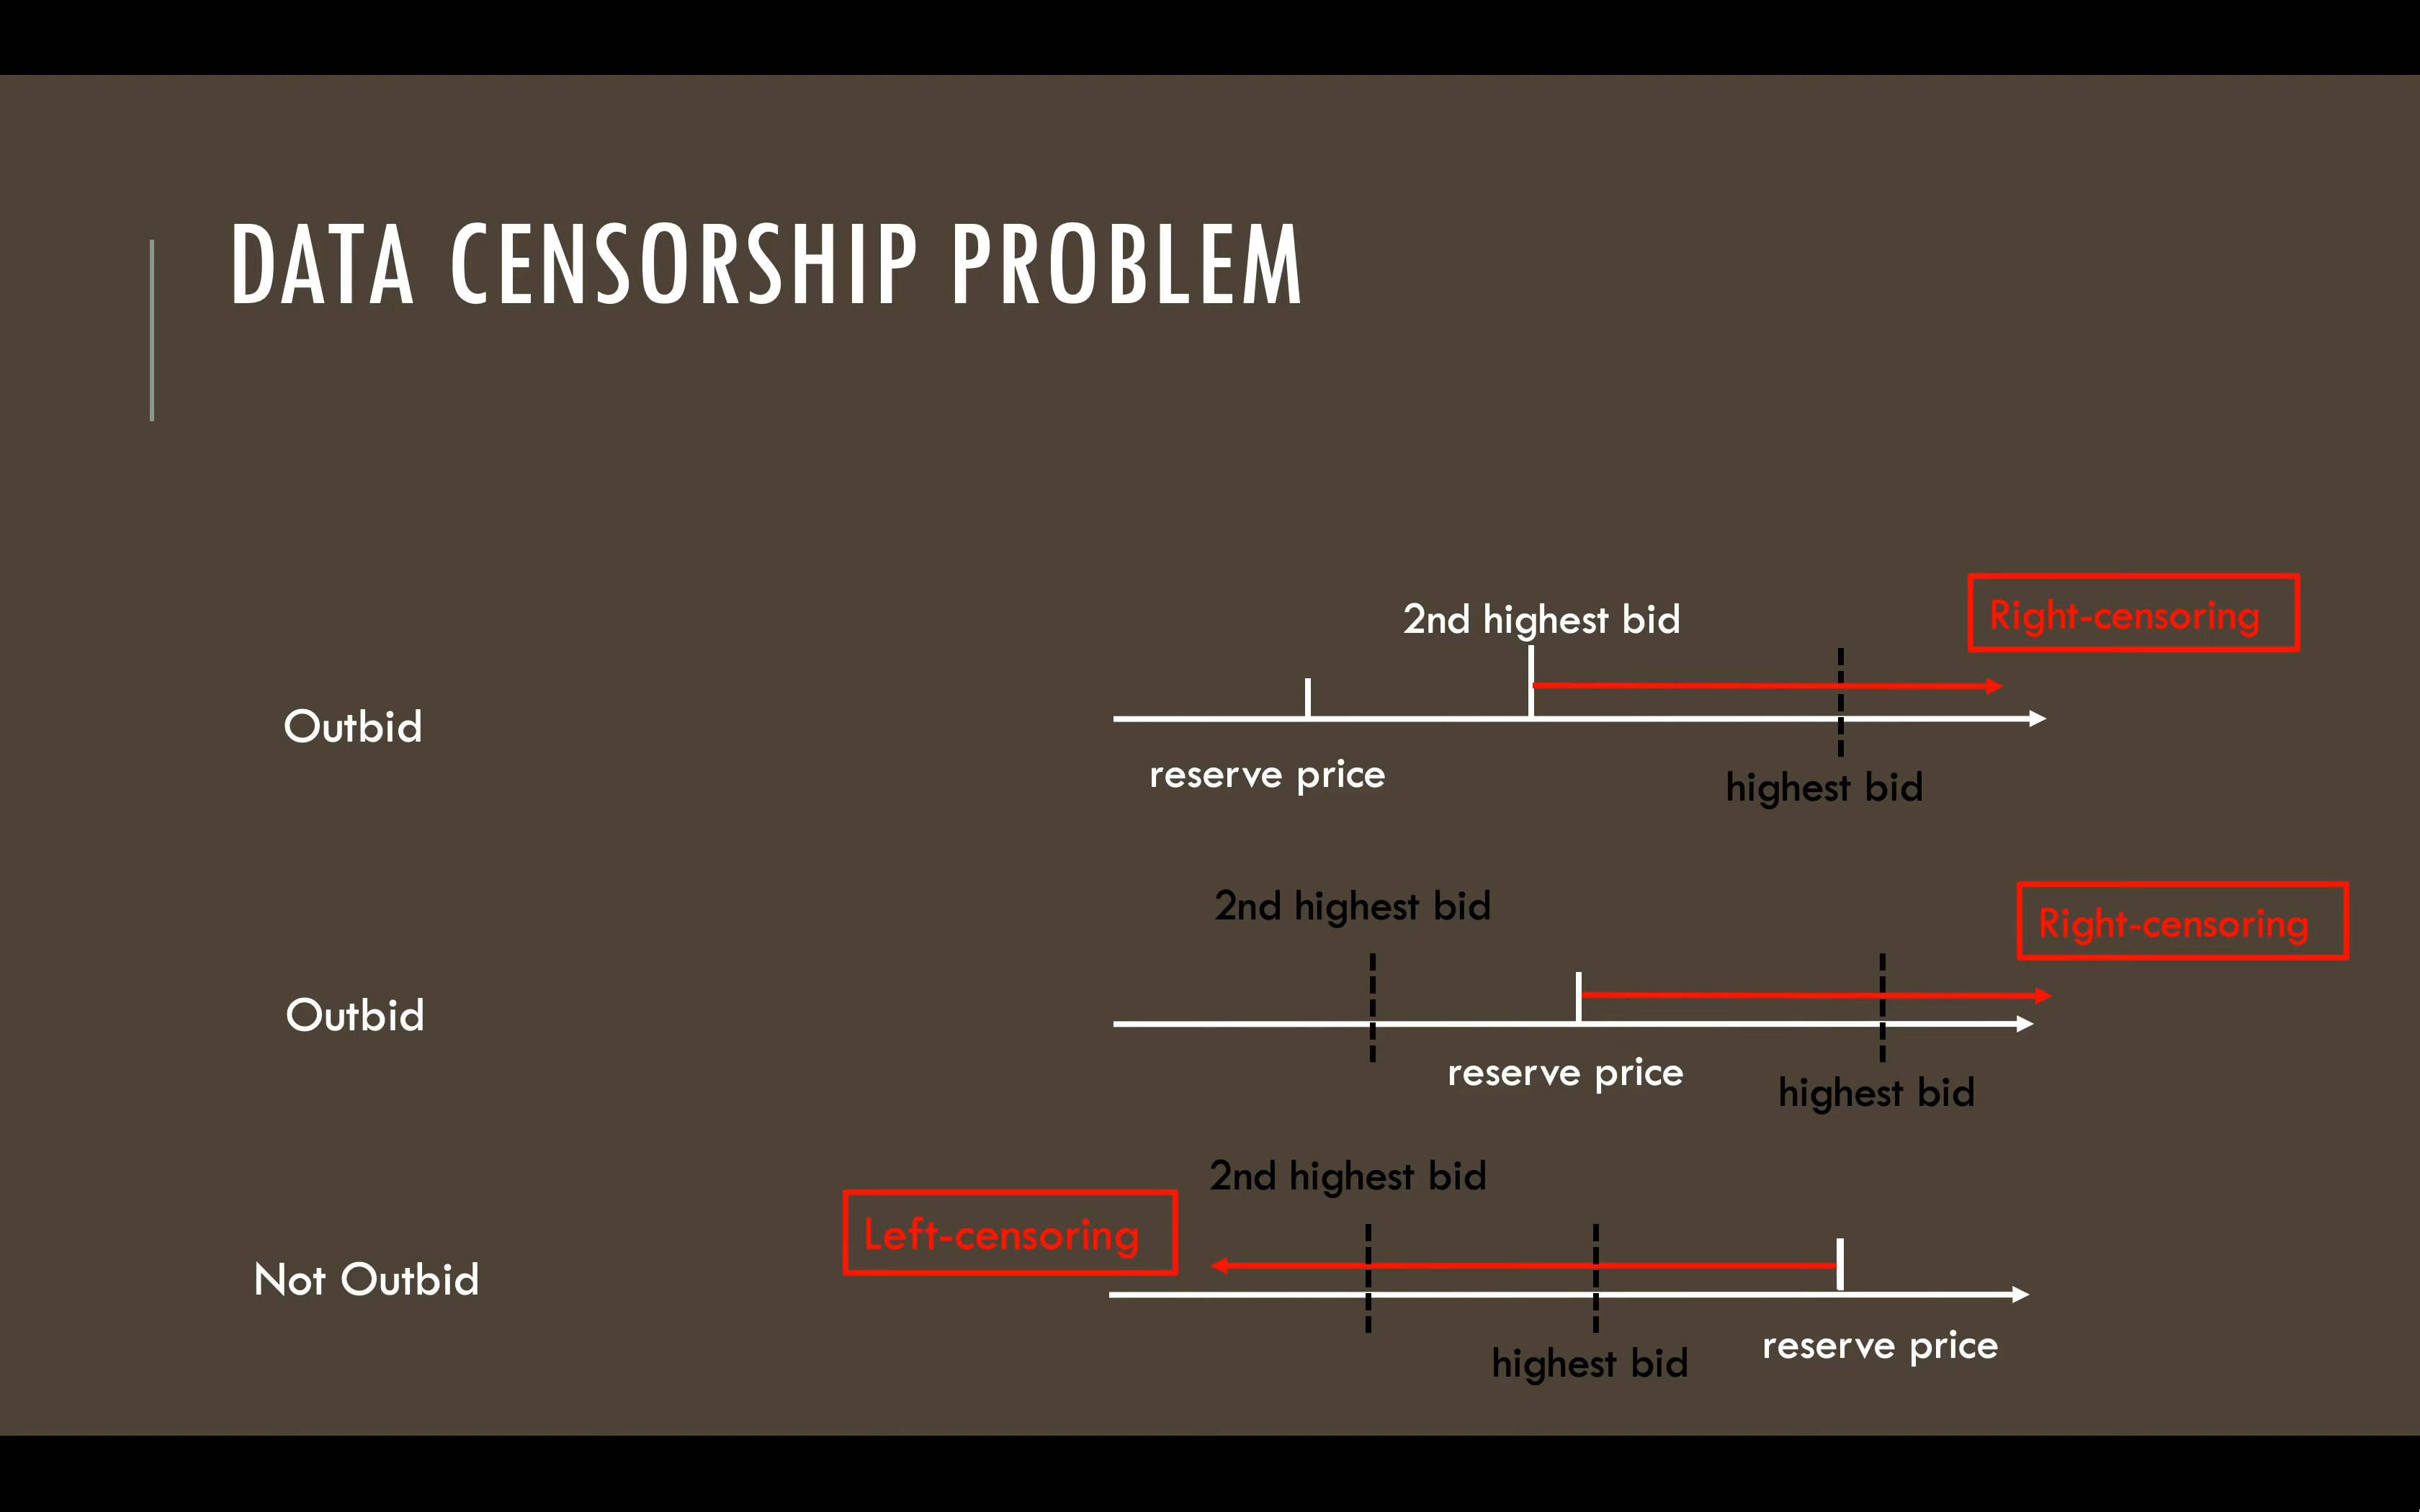 DATA CENSORSHIP PROBLEM
2nd highest bid
Right-censoring
Outbid
reserve price
highest bid
2nd highest bid
Right-censoring
Outbid
reserve price
highest bid
2nd highest bid
Left-censoring
Not Outbid
reserve price
highest bid